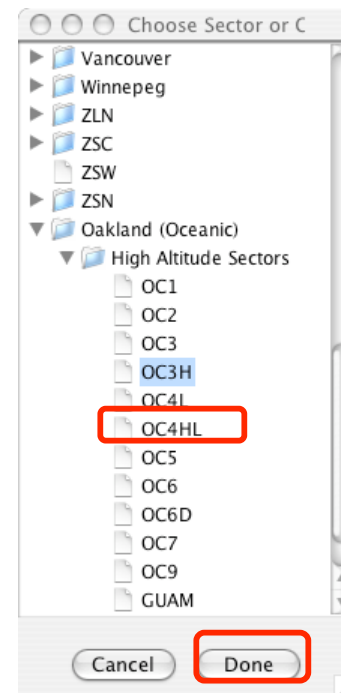 Choose Sector or C
Vancouver
Winnepeg
ZLN
ZSC
ZSW
ZSN
Oakland (Oceanic)
High Altitude Sectors
OC1
OC2
OC3
OC3H
OC4L
OC4HL
OC5
OC6
OC6D
OC7
OC9
GUAM
Cancel
Done